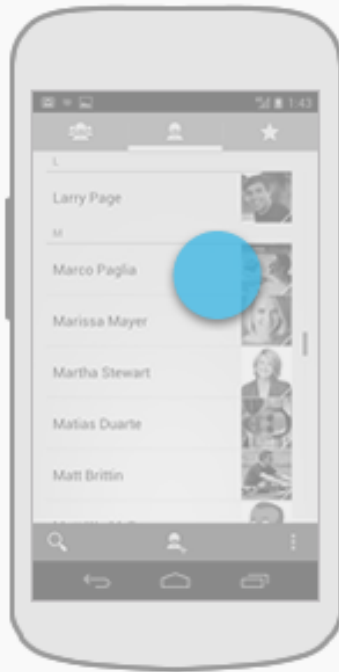 1:43
L
Larry Page
M
Marco Paglia
Marissa Mayer
Martha Stewart
Matias Duarte
Matt Brittin